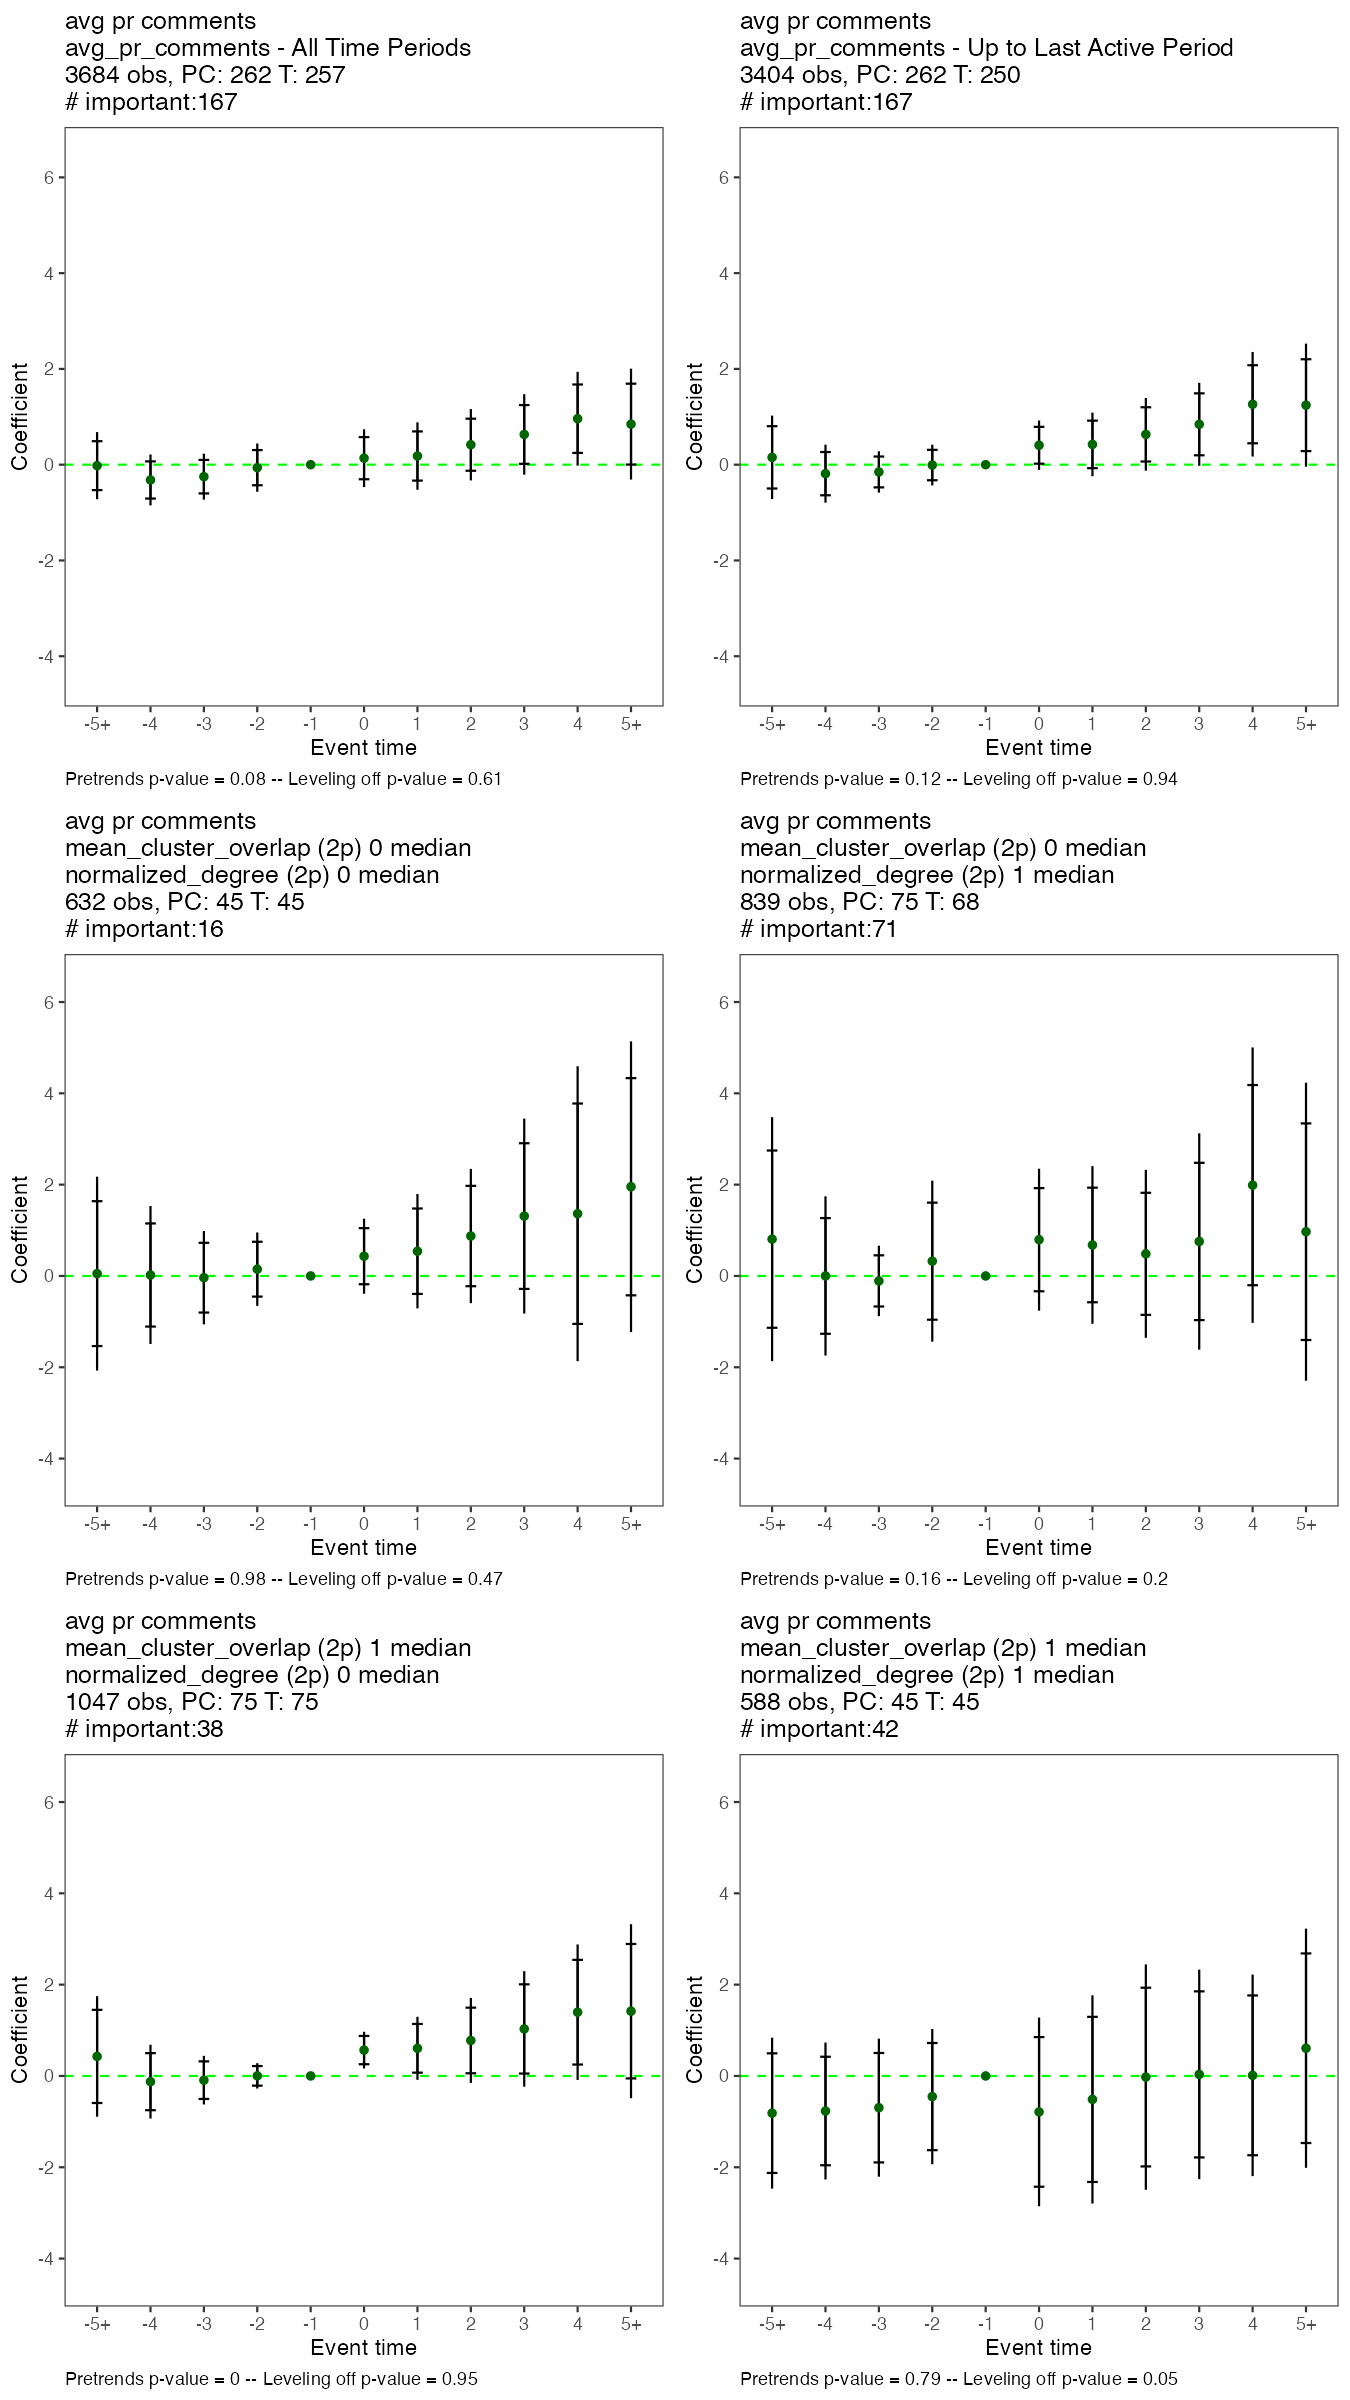 avg pr comments
avg_pr_comments - All Time Periods
3684 obs, PC: 262 T: 257
# important:167
6
4
2
0
-2
-4
Coefficient
-5+ -4 -3 -2 -1 0 1 2 3 4 5+
Event time
Pretrends p-value = 0.08 -- Leveling off p-value = 0.61
avg pr comments
avg_pr_comments - Up to Last Active Period
3404 obs, PC: 262 T: 250
# important:167
6
4
2
0
-2
-4
Coefficient
-5+ -4 -3 -2 -1 0 1 2 3 4 5+
Event time
Pretrends p-value = 0.12 -- Leveling off p-value = 0.94
avg pr comments
mean_cluster_overlap (2p) 0 median
normalized_degree (2p) 0 median
632 obs, PC: 45 T: 45
# important:16
6
4
2
0
-2
-4
Coefficient
-5+ -4 -3 -2 -1 0 1 2 3 4 5+
Event time
Pretrends p-value = 0.98 -- Leveling off p-value = 0.47
avg pr comments
mean_cluster_overlap (2p) 0 median
normalized_degree (2p) 1 median
839 obs, PC: 75 T: 68
# important:71
6
4
2
0
-2
-4
Coefficient
-5+ -4 -3 -2 -1 0 1 2 3 4 5+
Event time
Pretrends p-value = 0.16 -- Leveling off p-value = 0.2
avg pr comments
mean_cluster_overlap (2p) 1 median
normalized_degree (2p) 0 median
1047 obs, PC: 75 T: 75
# important:38
6
4
2
0
-2
-4
Coefficient
-5+ -4 -3 -2 -1 0 1 2 3 4 5+
Event time
Pretrends p-value = 0 -- Leveling off p-value = 0.95
avg pr comments
mean_cluster_overlap (2p) 1 median
normalized_degree (2p) 1 median
588 obs, PC: 45 T: 45
# important:42
6
4
2
0
-2
-4
Coefficient
-5+ -4 -3 -2 -1 0 1 2 3 4 5+
Event time
Pretrends p-value = 0.79 -- Leveling off p-value = 0.05